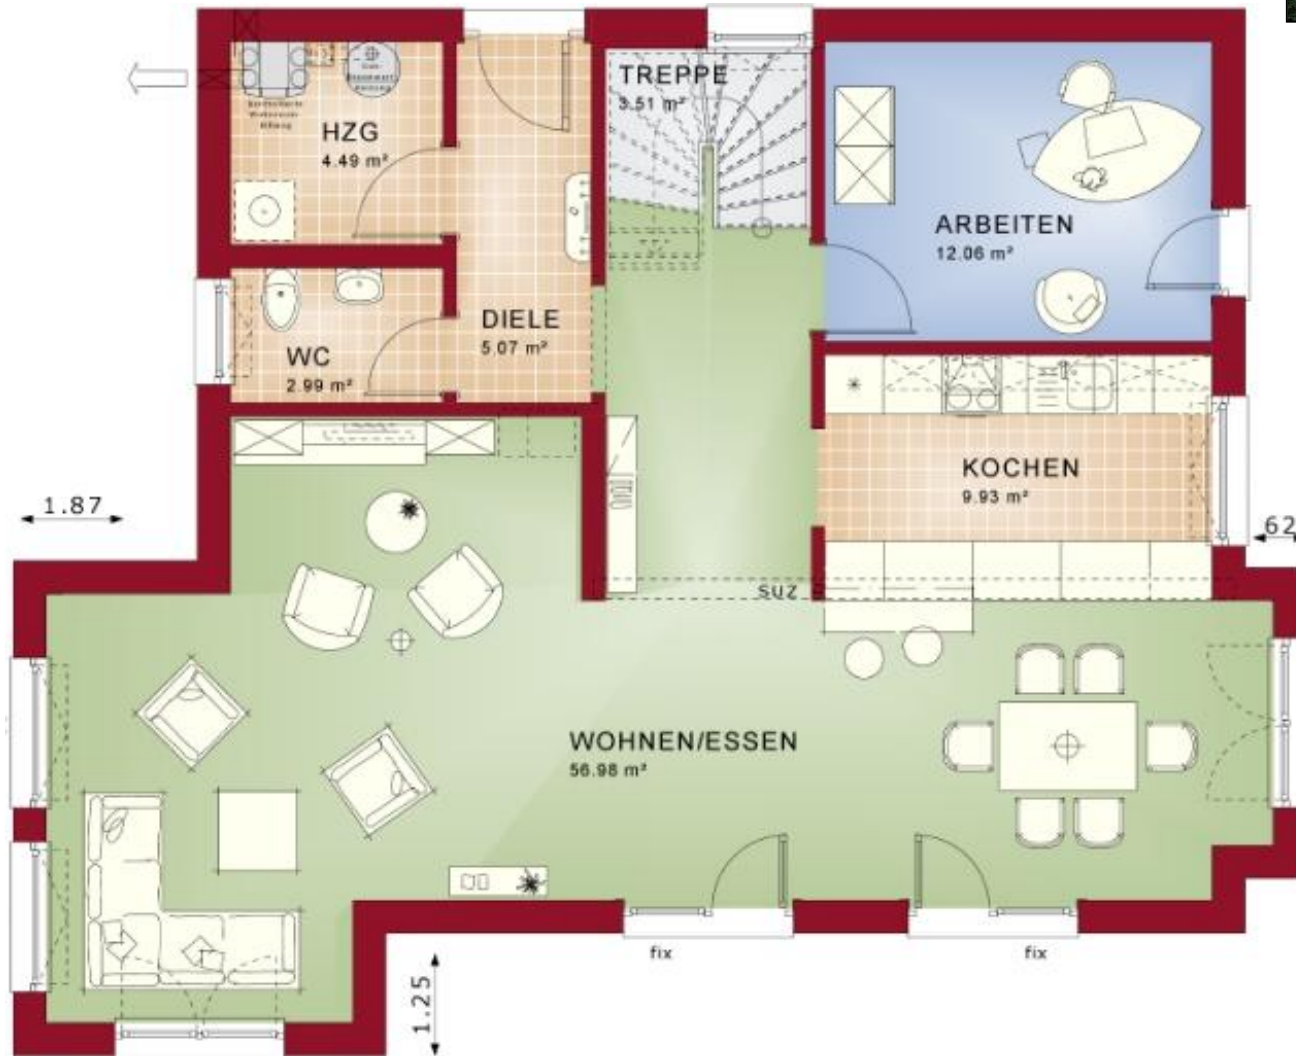 TREPPE
3.51 m²
HZG
4.49 m²
ARBEITEN
12.06 m²
DIELE
5.07 m²
WC
2.99 m²
KOCHEN
9.93 m²
1.87
62
SUZ
WOHNEN/ESSEN
56.98 m²
fix
fix
1.25